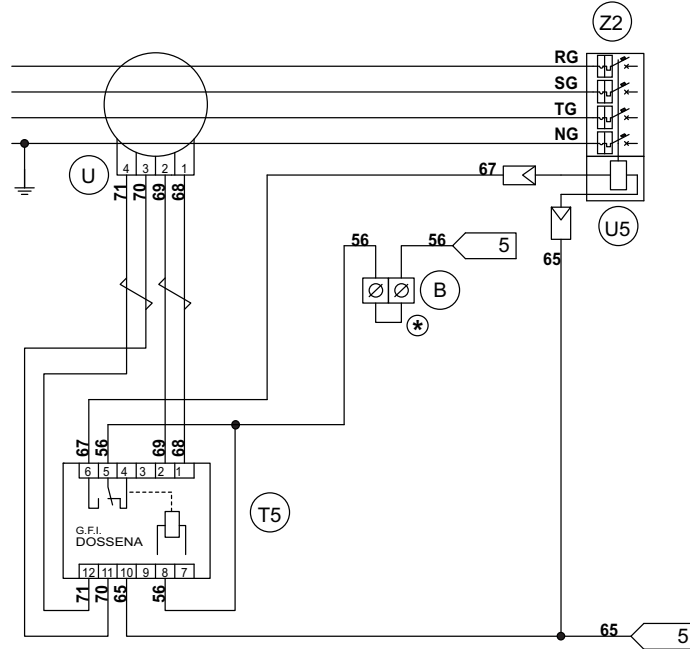 Z2
RG
SG
TG
NG
U
4 3 2 1
71 70 69 68
67
U5
65
56 56 5
B
*
67 56 69 68
6 5 4 3 2 1
T5
G.F.I.
DOSSENA
12 11 10 9 8 7
71 70 65 56
65 5